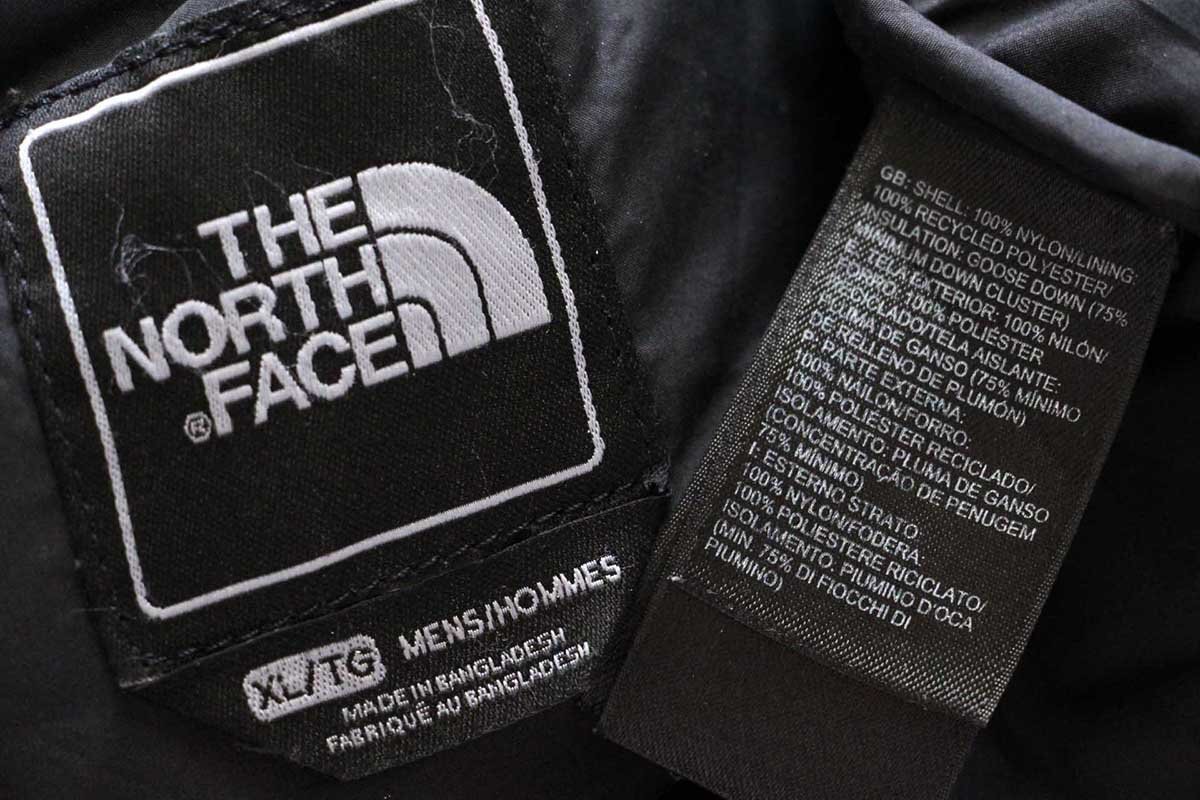 THE
NORTH
FACE
®
XL/TG MENS/HOMMES
MADE IN BANGLADESH
FABRIQUÉ AU BANGLADESH
GB: SHELL: 100% NYLON/LINING:
100% RECYCLED POLYESTER/
INSULATION: GOOSE DOWN (75%
MINIMUM DOWN CLUSTER)
E: TELA EXTERIOR: 100% NILÓN/
FORRO: 100% POLIÉSTER
RECICLADO/TELA AISLANTE:
PLUMA DE GANSO (75% MÍNIMO
DE RELLENO DE PLUMÓN)
P: PARTE EXTERNA.
100% NAILON/FORRO.
100% POLIÉSTER RECICLADO/
ISOLAMENTO. PLUMA DE GANSO
(CONCENTRAÇÃO DE PENUGEM
75% MINIMO)
I: ESTERNO STRATO
100% NYLON/FODERA.
100% POLIESTERE RICICLATO/
ISOLAMENTO. PIUMINO D'OCA
(MIN. 75% DI FIOCCHI DI
PIUMINO)